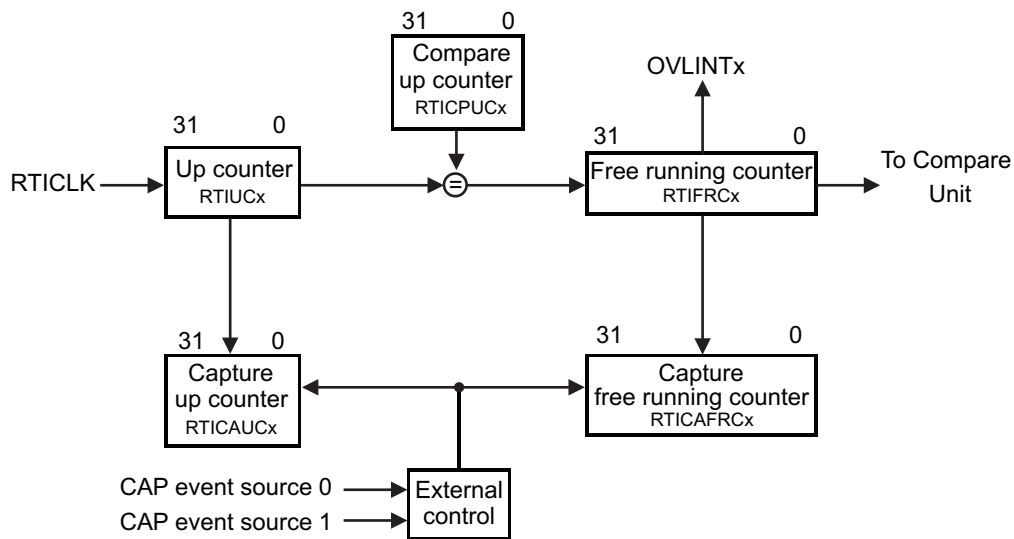 31 0
Compare
up counter
RTICPUCx
OVLINTx
31 0
Up counter
RTIUCx
RTICLK
=
31 0
Free running counter
RTIFRCx
To Compare
Unit
31 0
Capture
up counter
RTICAUCx
31 0
Capture
free running counter
RTICAFRCx
CAP event source 0
CAP event source 1
External
control